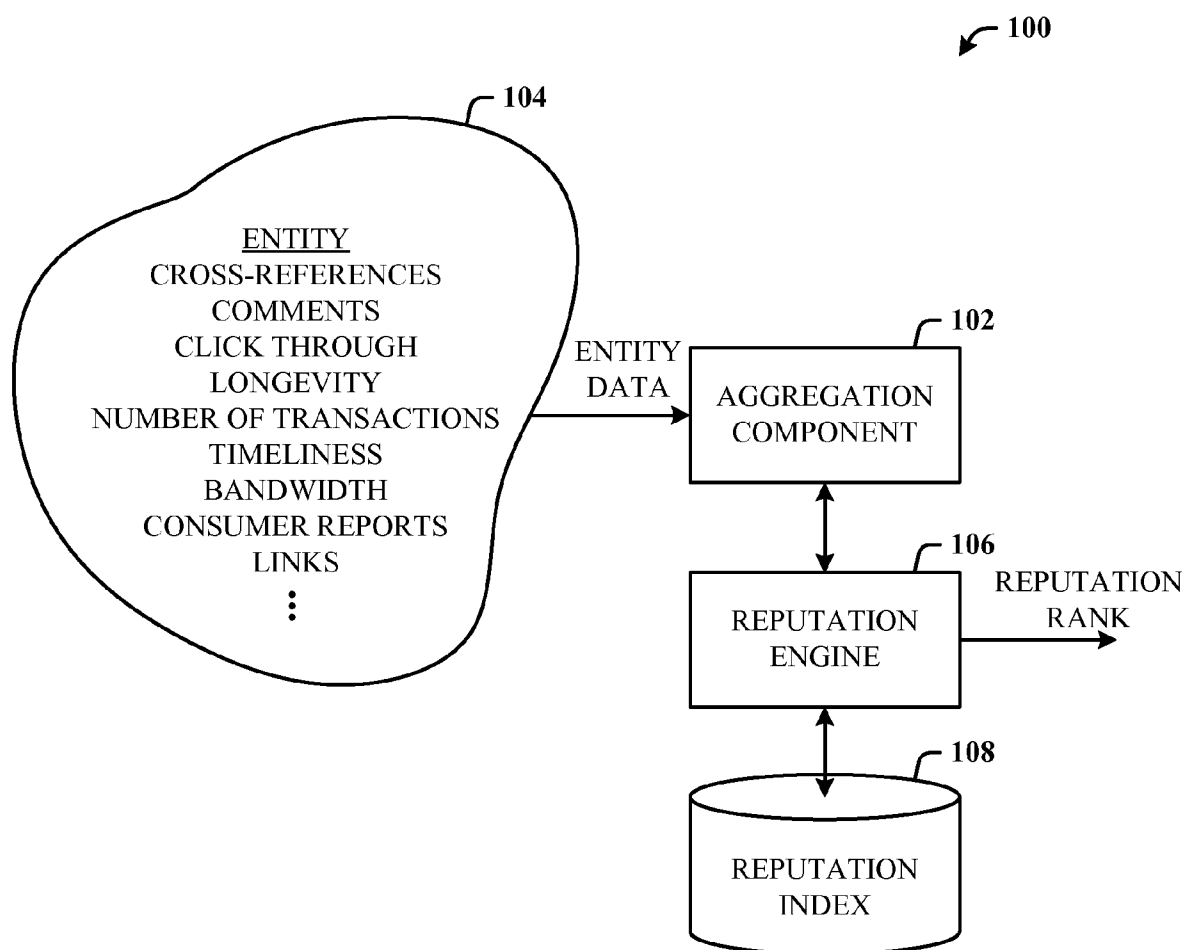 100
104
ENTITY
CROSS-REFERENCES
COMMENTS
CLICK THROUGH
LONGEVITY
NUMBER OF TRANSACTIONS
TIMELINESS
BANDWIDTH
CONSUMER REPORTS
LINKS
ENTITY
DATA
102
AGGREGATION
COMPONENT
106
REPUTATION
ENGINE
REPUTATION
RANK
108
REPUTATION
INDEX